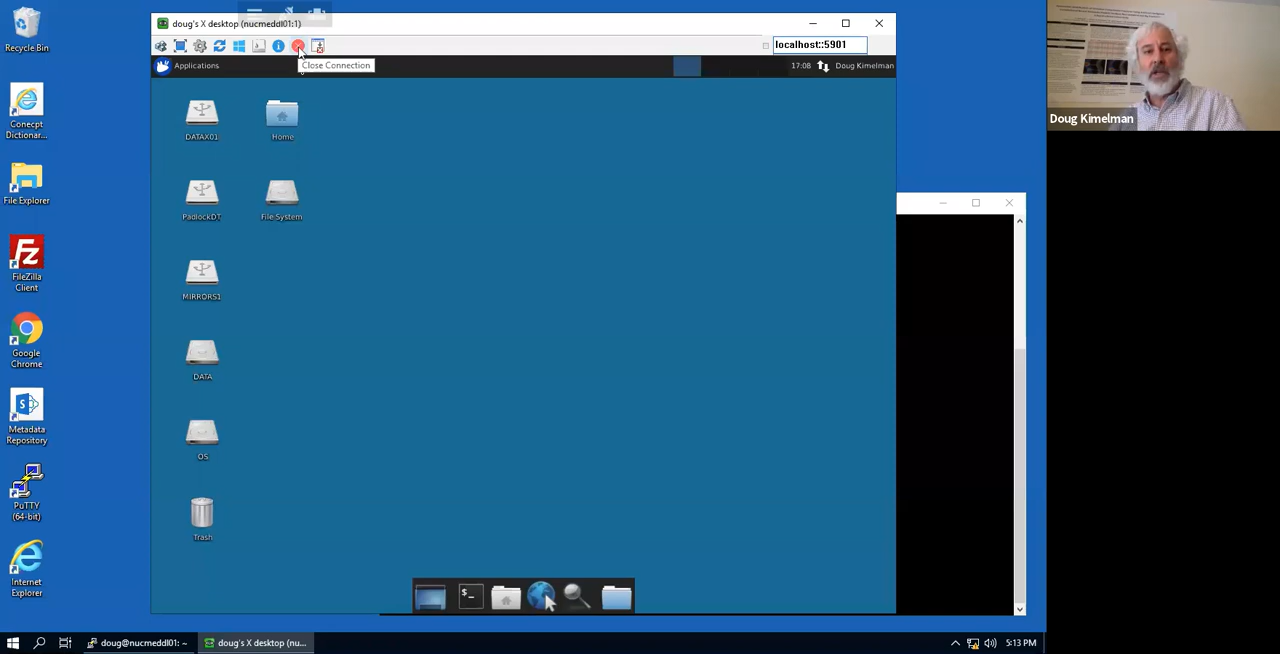 doug's X desktop (nucmeddl01:1)
localhost::5901
Close Connection
Applications
17:08
Doug Kimelman
Recycle Bin
Conecpt
Dictionar...
File Explorer
FileZilla
Client
Google
Chrome
Metadata
Repository
PuTTY
(64-bit)
Internet
Explorer
DATAX01
Home
PadlockDT
File System
MIRRORS1
DATA
OS
Trash
Doug Kimelman
doug@nucmeddl01: ~
doug's X desktop (nu...
5:13 PM